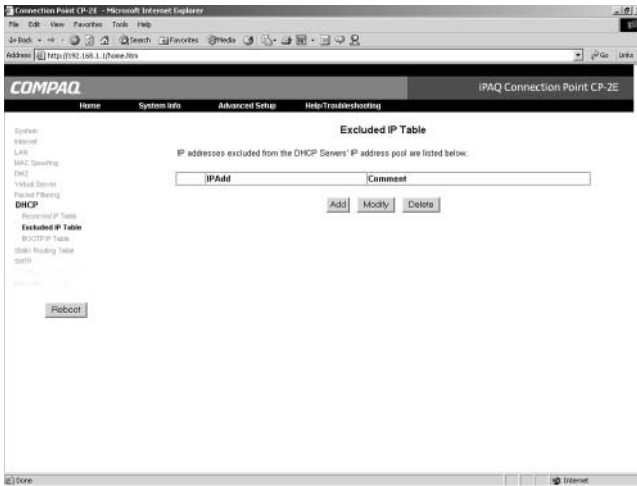 Connection Point CP-2E - Microsoft Internet Explorer
File Edit View Favorites Tools Help
Back Search Favorites Media
Address http://192.168.1.1/home.htm Go Links
COMPAQ iPAQ Connection Point CP-2E
Home System Info Advanced Setup Help/Troubleshooting
Excluded IP Table
System
Internet
IP addresses excluded from the DHCP Servers' IP address pool are listed below.
LAN
MAC Spoofing
DMZ
IPAdd Comment
Virtual Server
Packet Filtering
DHCP
Add Modify Delete
Reserved IP Table
Excluded IP Table
BOOTP IP Table
Static Routing Table
SMTP
Reboot
Done Internet